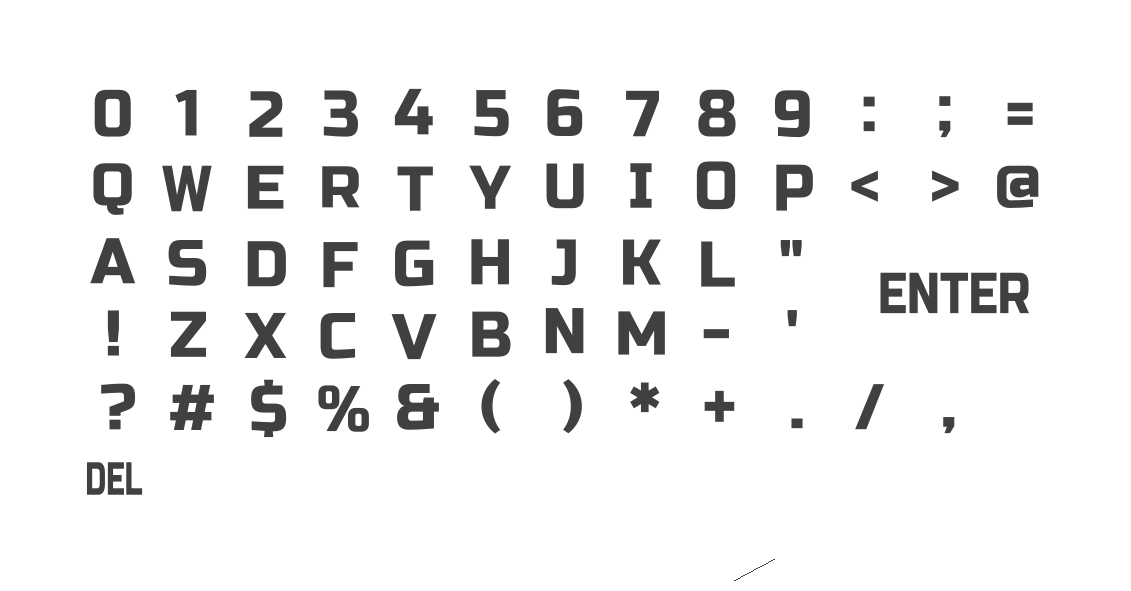 0 1 2 3 4 5 6 7 8 9 : ; =
Q W E R T Y U I O P < > @
A S D F G H J K L "
ENTER
! Z X C V B N M - '
? # $ % & ( ) * + . / ,
DEL